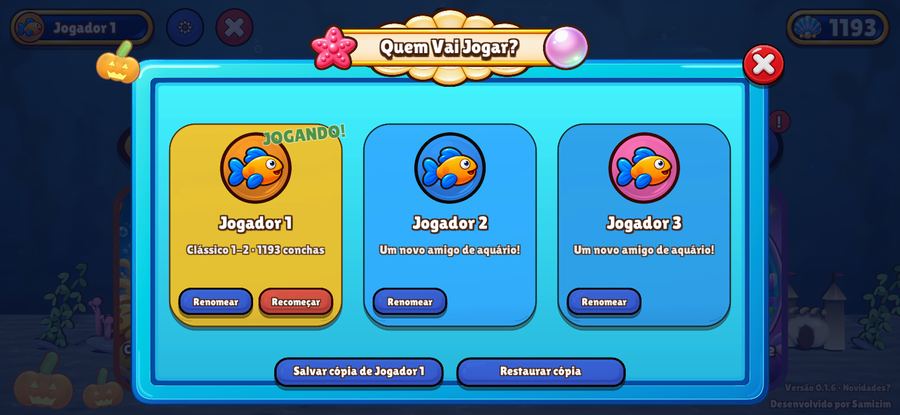 Jogador 1
1193
Quem Vai Jogar?
JOGANDO!
Jogador 1
Clássico 1-2 · 1193 conchas
Renomear
Recomeçar
Jogador 2
Um novo amigo de aquário!
Renomear
Jogador 3
Um novo amigo de aquário!
Renomear
Salvar cópia de Jogador 1
Restaurar cópia
Versão 0.1.6 · Novidades?
Desenvolvido por Samizim